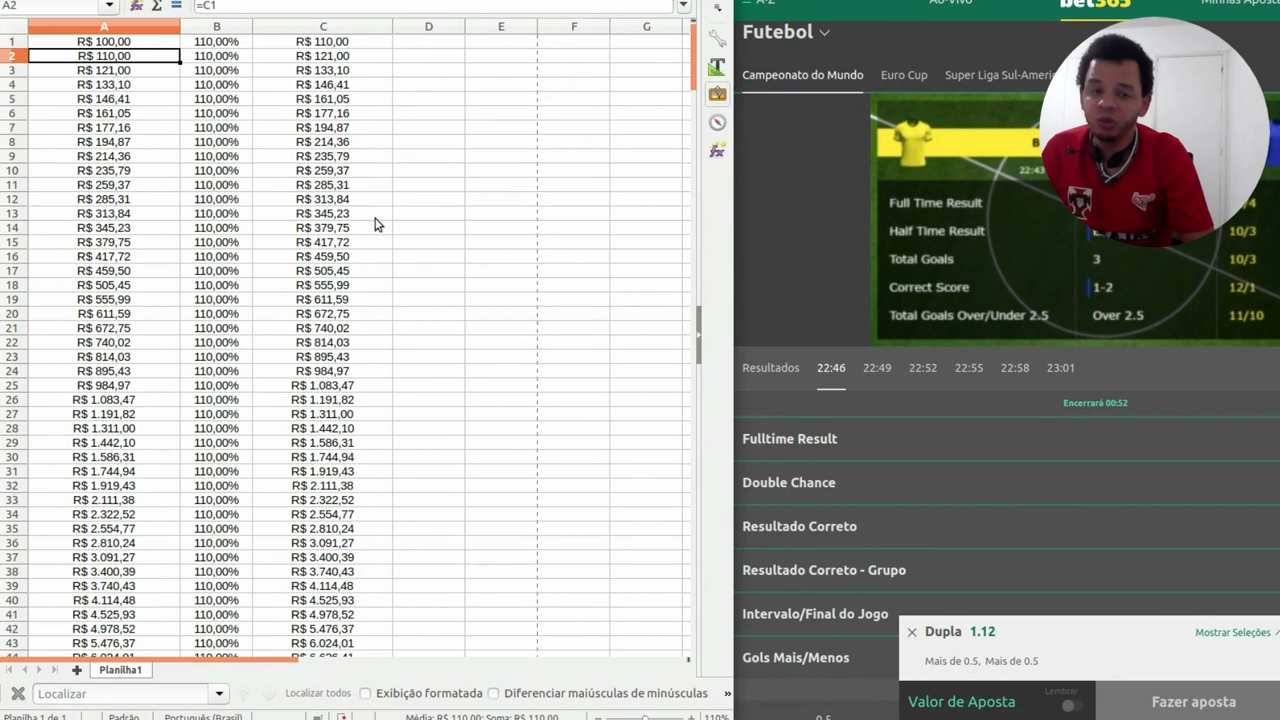 A2
=C1
A B C D E F G
1 R$ 100,00 110,00% R$ 110,00
2 R$ 110,00 110,00% R$ 121,00
3 R$ 121,00 110,00% R$ 133,10
4 R$ 133,10 110,00% R$ 146,41
5 R$ 146,41 110,00% R$ 161,05
6 R$ 161,05 110,00% R$ 177,16
7 R$ 177,16 110,00% R$ 194,87
8 R$ 194,87 110,00% R$ 214,36
9 R$ 214,36 110,00% R$ 235,79
10 R$ 235,79 110,00% R$ 259,37
11 R$ 259,37 110,00% R$ 285,31
12 R$ 285,31 110,00% R$ 313,84
13 R$ 313,84 110,00% R$ 345,23
14 R$ 345,23 110,00% R$ 379,75
15 R$ 379,75 110,00% R$ 417,72
16 R$ 417,72 110,00% R$ 459,50
17 R$ 459,50 110,00% R$ 505,45
18 R$ 505,45 110,00% R$ 555,99
19 R$ 555,99 110,00% R$ 611,59
20 R$ 611,59 110,00% R$ 672,75
21 R$ 672,75 110,00% R$ 740,02
22 R$ 740,02 110,00% R$ 814,03
23 R$ 814,03 110,00% R$ 895,43
24 R$ 895,43 110,00% R$ 984,97
25 R$ 984,97 110,00% R$ 1.083,47
26 R$ 1.083,47 110,00% R$ 1.191,82
27 R$ 1.191,82 110,00% R$ 1.311,00
28 R$ 1.311,00 110,00% R$ 1.442,10
29 R$ 1.442,10 110,00% R$ 1.586,31
30 R$ 1.586,31 110,00% R$ 1.744,94
31 R$ 1.744,94 110,00% R$ 1.919,43
32 R$ 1.919,43 110,00% R$ 2.111,38
33 R$ 2.111,38 110,00% R$ 2.322,52
34 R$ 2.322,52 110,00% R$ 2.554,77
35 R$ 2.554,77 110,00% R$ 2.810,24
36 R$ 2.810,24 110,00% R$ 3.091,27
37 R$ 3.091,27 110,00% R$ 3.400,39
38 R$ 3.400,39 110,00% R$ 3.740,43
39 R$ 3.740,43 110,00% R$ 4.114,48
40 R$ 4.114,48 110,00% R$ 4.525,93
41 R$ 4.525,93 110,00% R$ 4.978,52
42 R$ 4.978,52 110,00% R$ 5.476,37
43 R$ 5.476,37 110,00% R$ 6.024,01
Planilha1
Localizar Localizar todos Exibição formatada Diferenciar maiúsculas de minúsculas »
Planilha 1 de 1 Padrão Português (Brasil) Média: R$ 110,00; Soma: R$ 110,00 110%
A-Z Ao-Vivo bet365 Minhas Aposta
Futebol
Campeonato do Mundo Euro Cup Super Liga Sul-Ameri
22:43
Full Time Result
Half Time Result 10/3
Total Goals 3 10/3
Correct Score 1-2 12/1
Total Goals Over/Under 2.5 Over 2.5 11/10
Resultados 22:46 22:49 22:52 22:55 22:58 23:01
Encerrará 00:52
Fulltime Result
Double Chance
Resultado Correto
Resultado Correto - Grupo
Intervalo/Final do Jogo
Gols Mais/Menos
0.5
Dupla 1.12 Mostrar Seleções
Mais de 0.5, Mais de 0.5
Valor de Aposta Lembrar Fazer aposta